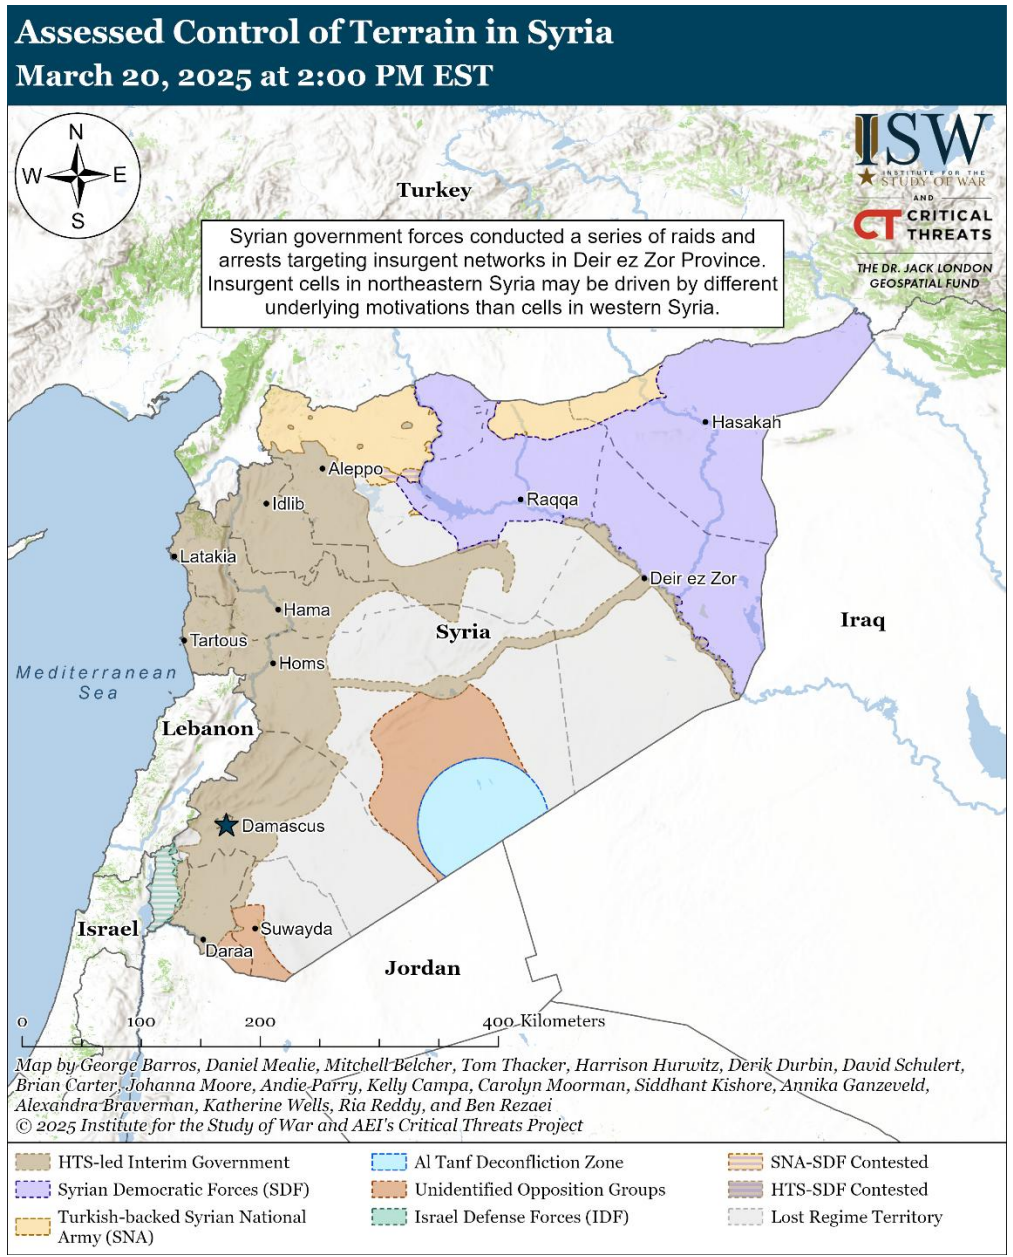 Assessed Control of Terrain in Syria
March 20, 2025 at 2:00 PM EST
N
W
E
S
ISW
INSTITUTE FOR THE
STUDY OF WAR
AND
CT CRITICAL
THREATS
THE DR. JACK LONDON
GEOSPATIAL FUND
Turkey
Syrian government forces conducted a series of raids and
arrests targeting insurgent networks in Deir ez Zor Province.
Insurgent cells in northeastern Syria may be driven by different
underlying motivations than cells in western Syria.
Hasakah
Aleppo
Idlib
Raqqa
Latakia
Deir ez Zor
Hama
Iraq
Syria
Tartous
Homs
Mediterranean
Sea
Lebanon
Damascus
Israel
Suwayda
Daraa
Jordan
0 100 200 400 Kilometers
Map by George Barros, Daniel Mealie, Mitchell Belcher, Tom Thacker, Harrison Hurwitz, Derik Durbin, David Schulert,
Brian Carter, Johanna Moore, Andie Parry, Kelly Campa, Carolyn Moorman, Siddhant Kishore, Annika Ganzeveld,
Alexandra Braverman, Katherine Wells, Ria Reddy, and Ben Rezaei
© 2025 Institute for the Study of War and AEI's Critical Threats Project
HTS-led Interim Government
Syrian Democratic Forces (SDF)
Turkish-backed Syrian National
Army (SNA)
Al Tanf Deconfliction Zone
Unidentified Opposition Groups
Israel Defense Forces (IDF)
SNA-SDF Contested
HTS-SDF Contested
Lost Regime Territory